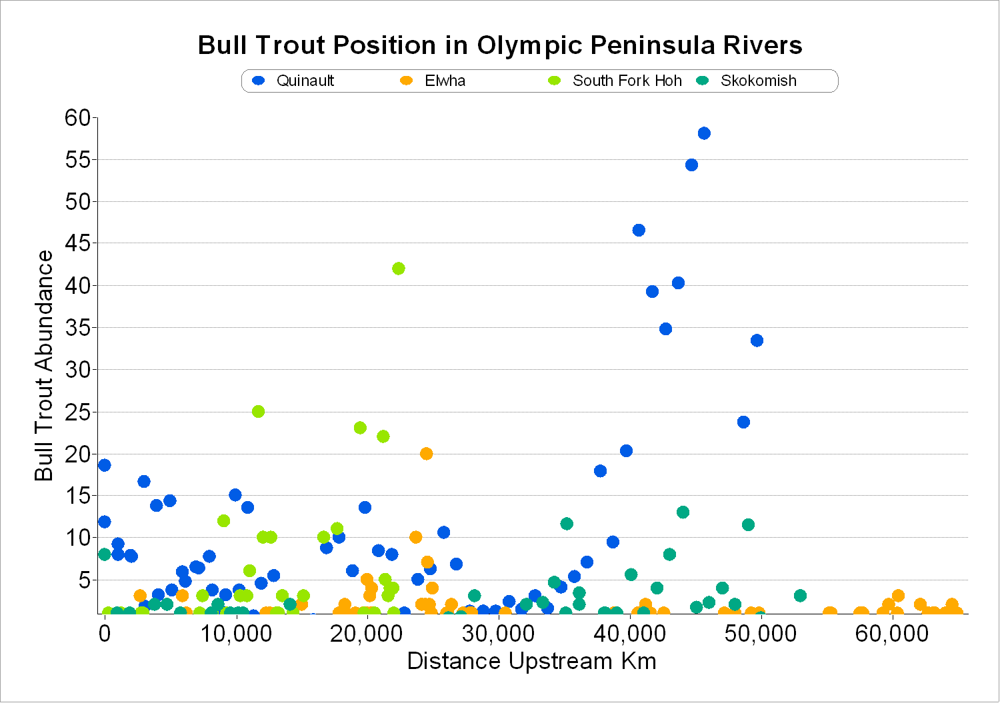 Bull Trout Position in Olympic Peninsula Rivers
Quinault Elwha South Fork Hoh Skokomish
60
55
50
45
40
35
30
25
20
15
10
5
Bull Trout Abundance
0 10,000 20,000 30,000 40,000 50,000 60,000
Distance Upstream Km